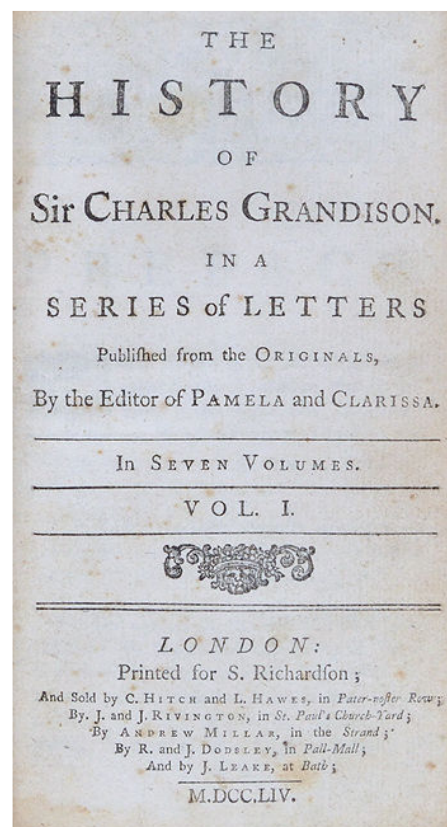 THE
HISTORY
OF
Sir CHARLES GRANDISON.
IN A
SERIES of LETTERS
Publiſhed from the ORIGINALS,
By the Editor of PAMELA and CLARISSA.
In SEVEN VOLUMES.
VOL. I.
LONDON:
Printed for S. Richardſon;
And Sold by C. HITCH and L. HAWES, in Pater-noſter Row;
By J. and J. RIVINGTON, in St. Paul's Church-Yard;
By ANDREW MILLAR, in the Strand;
By R. and J. DODSLEY, in Pall-Mall;
And by J. LEAKE, at Bath;
M.DCC.LIV.